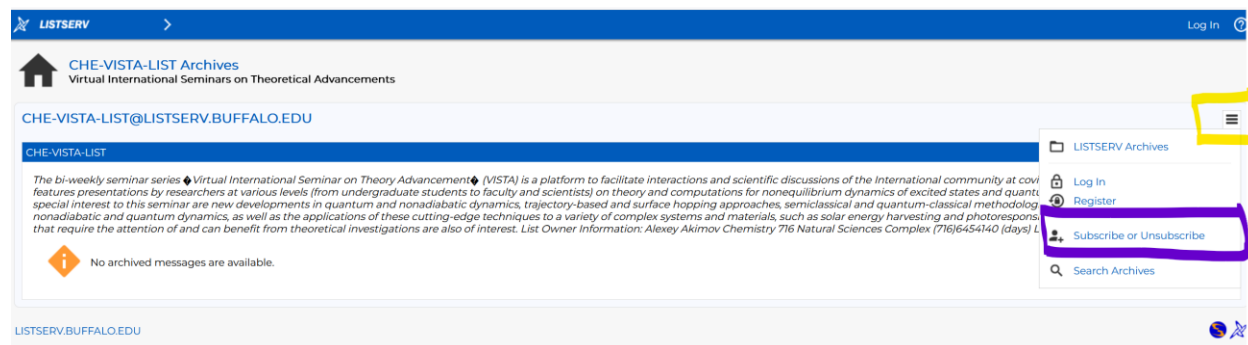 LISTSERV
Log In
CHE-VISTA-LIST Archives
Virtual International Seminars on Theoretical Advancements
CHE-VISTA-LIST@LISTSERV.BUFFALO.EDU
CHE-VISTA-LIST
The bi-weekly seminar series �Virtual International Seminar on Theory Advancement� (VISTA) is a platform to facilitate interactions and scientific discussions of the International community at covi
features presentations by researchers at various levels (from undergraduate students to faculty and scientists) on theory and computations for nonequilibrium dynamics of excited states and quantu
special interest to this seminar are new developments in quantum and nonadiabatic dynamics, trajectory-based and surface hopping approaches, semiclassical and quantum-classical methodolog
nonadiabatic and quantum dynamics, as well as the applications of these cutting-edge techniques to a variety of complex systems and materials, such as solar energy harvesting and photorespons
that require the attention of and can benefit from theoretical investigations are also of interest. List Owner Information: Alexey Akimov Chemistry 716 Natural Sciences Complex (716)6454140 (days) L
No archived messages are available.
LISTSERV Archives
Log In
Register
Subscribe or Unsubscribe
Search Archives
LISTSERV.BUFFALO.EDU